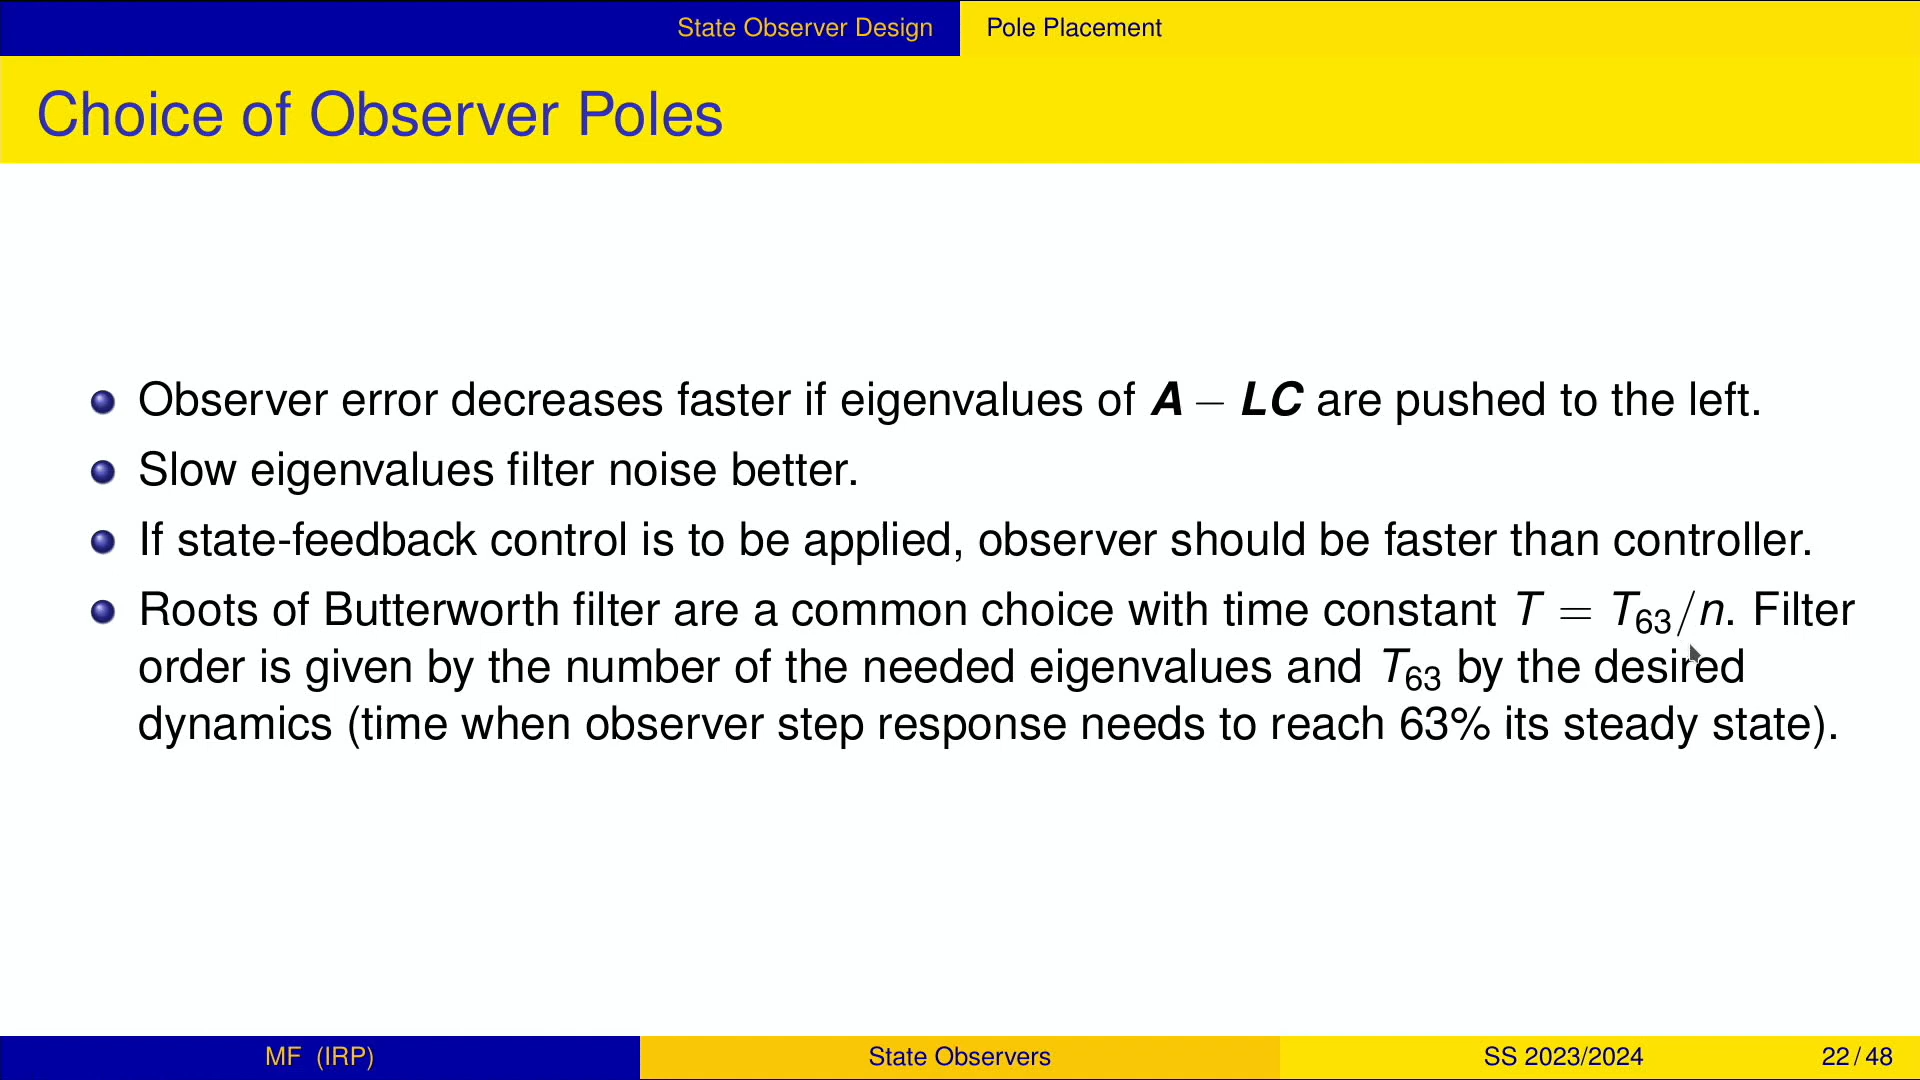 State Observer Design
Pole Placement
Choice of Observer Poles
Observer error decreases faster if eigenvalues of A − LC are pushed to the left.
Slow eigenvalues filter noise better.
If state-feedback control is to be applied, observer should be faster than controller.
Roots of Butterworth filter are a common choice with time constant T = T₆₃/n. Filter
order is given by the number of the needed eigenvalues and T₆₃ by the desired
dynamics (time when observer step response needs to reach 63% its steady state).
MF (IRP)
State Observers
SS 2023/2024
22 / 48